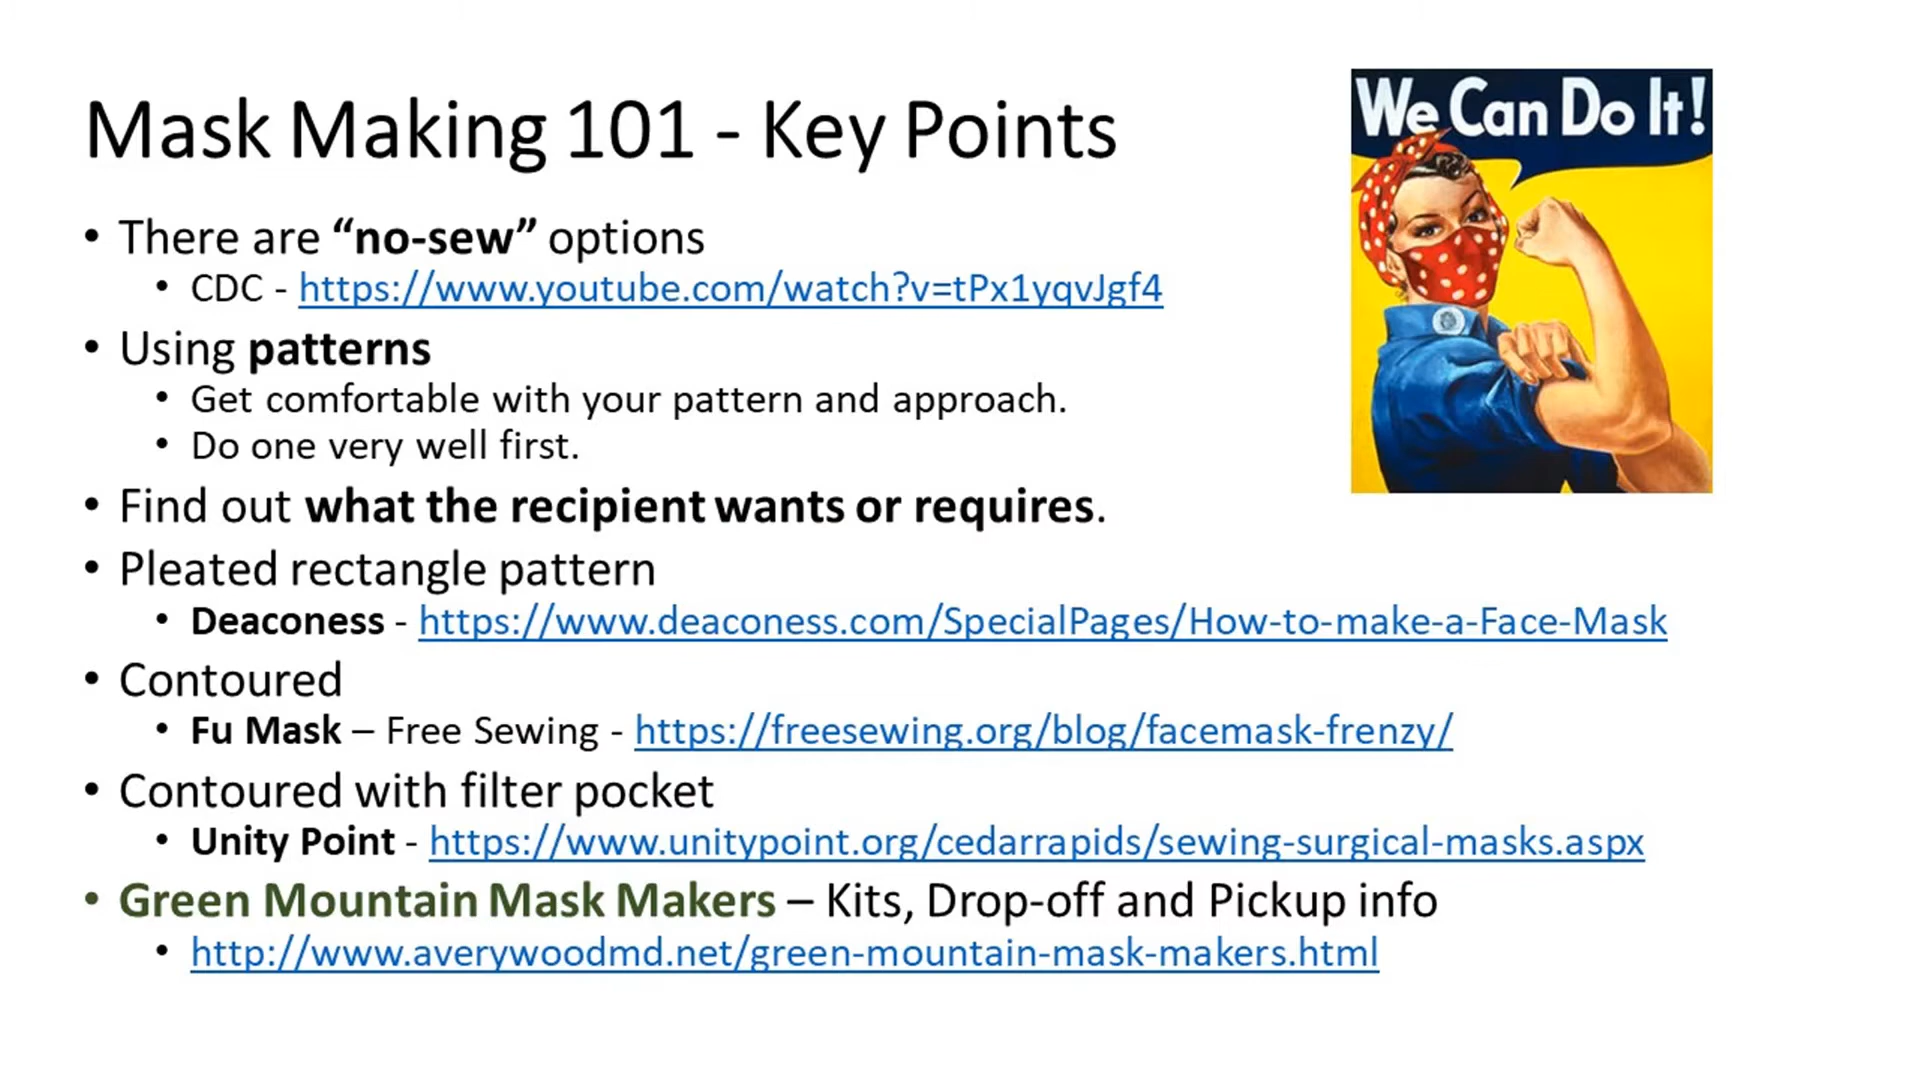 Mask Making 101 - Key Points
We Can Do It!
• There are “no-sew” options
• CDC - https://www.youtube.com/watch?v=tPx1yqvJgf4
• Using patterns
• Get comfortable with your pattern and approach.
• Do one very well first.
• Find out what the recipient wants or requires.
• Pleated rectangle pattern
• Deaconess - https://www.deaconess.com/SpecialPages/How-to-make-a-Face-Mask
• Contoured
• Fu Mask – Free Sewing - https://freesewing.org/blog/facemask-frenzy/
• Contoured with filter pocket
• Unity Point - https://www.unitypoint.org/cedarrapids/sewing-surgical-masks.aspx
• Green Mountain Mask Makers – Kits, Drop-off and Pickup info
• http://www.averywoodmd.net/green-mountain-mask-makers.html